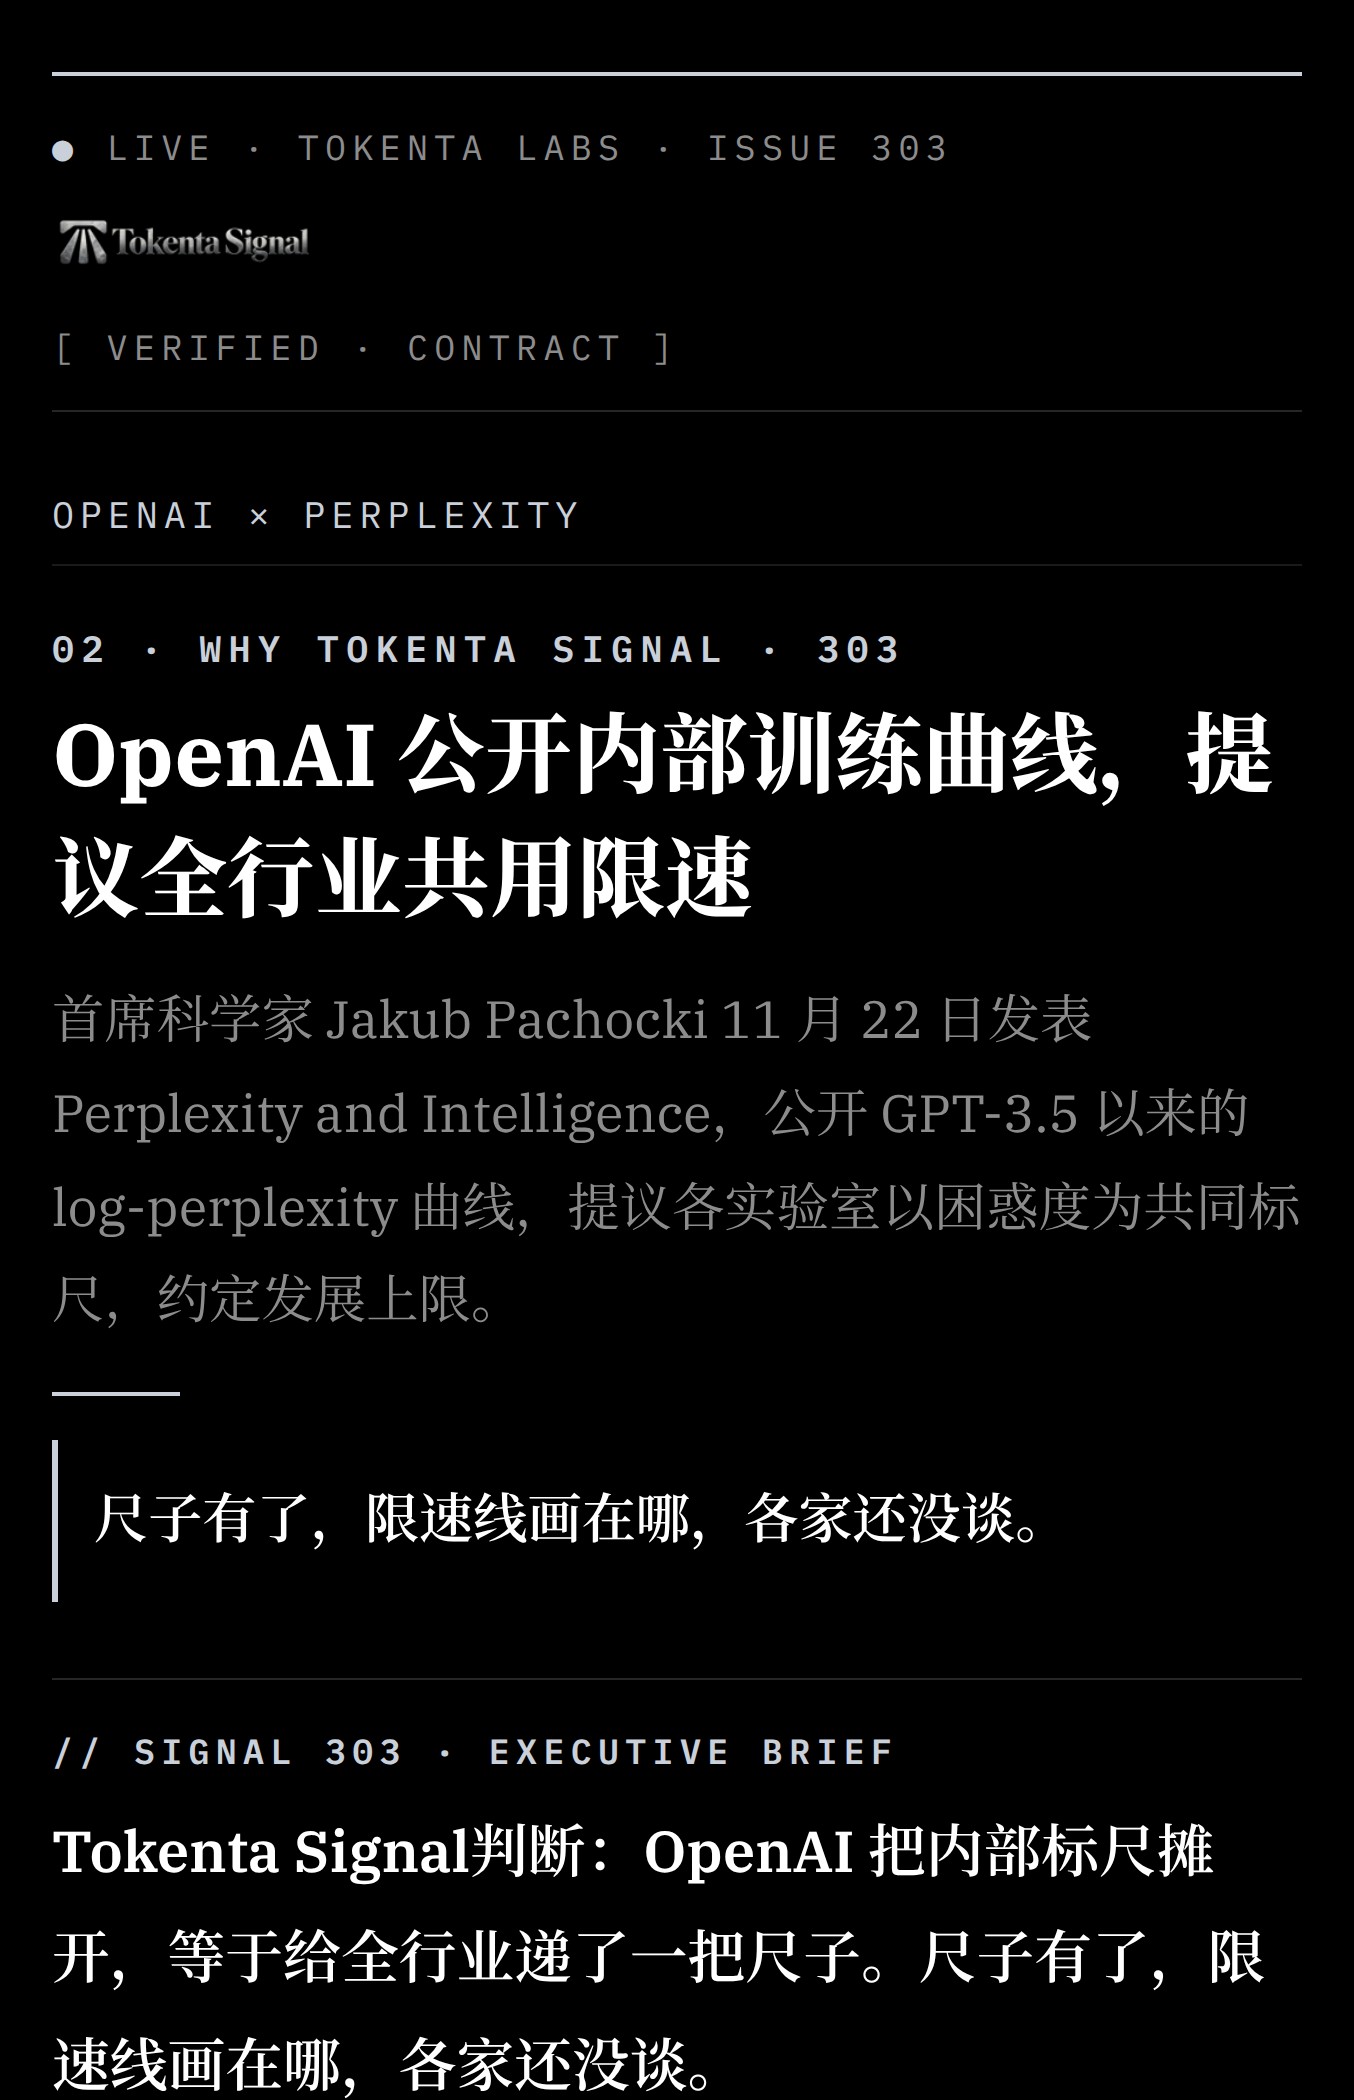 ● LIVE · TOKENTA LABS · ISSUE 303
Tokenta Signal
[ VERIFIED · CONTRACT ]
OPENAI × PERPLEXITY
02 · WHY TOKENTA SIGNAL · 303
OpenAI 公开内部训练曲线，提
议全行业共用限速
首席科学家 Jakub Pachocki 11 月 22 日发表
Perplexity and Intelligence，公开 GPT-3.5 以来的
log-perplexity 曲线，提议各实验室以困惑度为共同标
尺，约定发展上限。
尺子有了，限速线画在哪，各家还没谈。
// SIGNAL 303 · EXECUTIVE BRIEF
Tokenta Signal判断：OpenAI 把内部标尺摊
开，等于给全行业递了一把尺子。尺子有了，限
速线画在哪，各家还没谈。